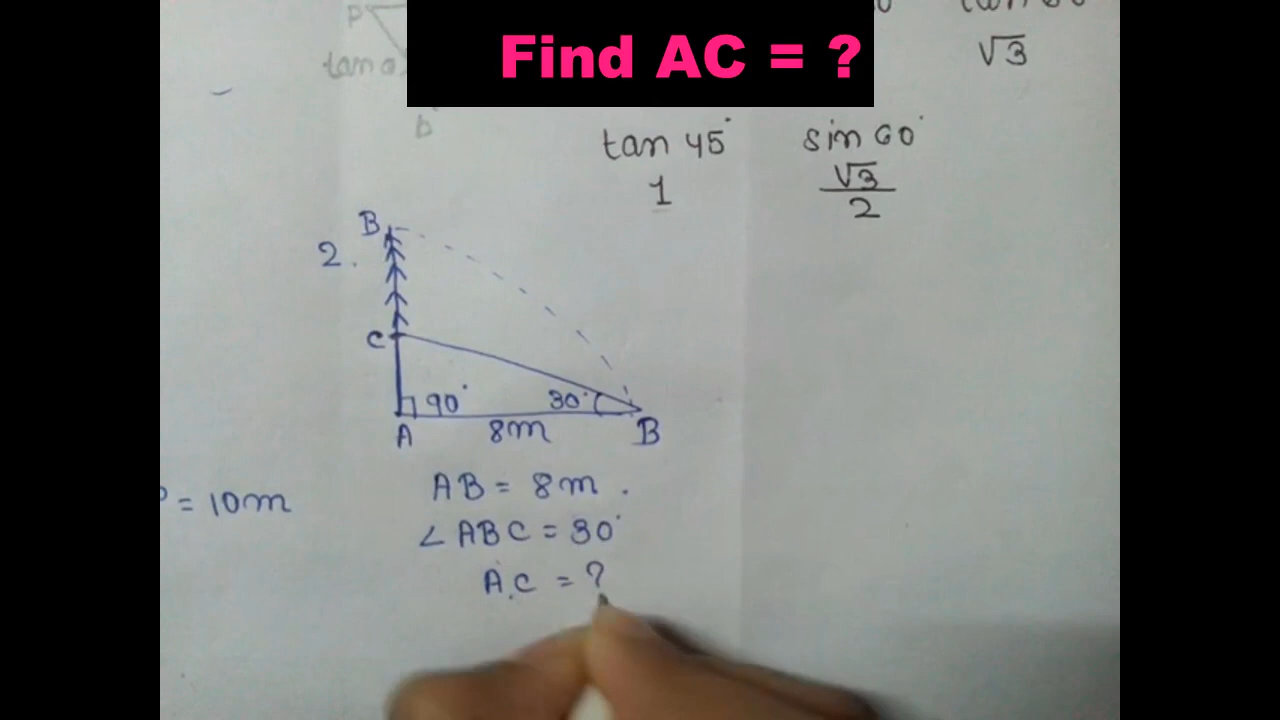 Find AC = ?
P
tan
√3
b
tan 45°
sin 60°
1
√3
2
B
2.
C
90°
30°
A
8m
B
= 10m
AB = 8m .
∠ ABC = 30°
AC = ?